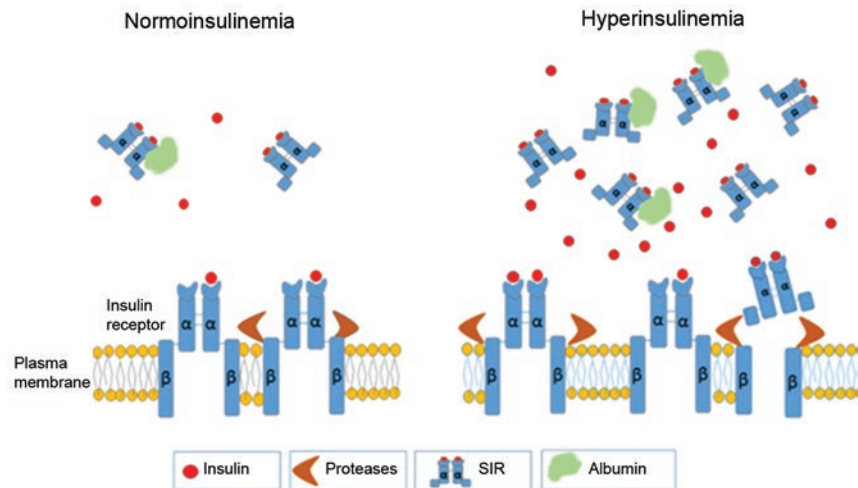 Normoinsulinemia
Hyperinsulinemia
α α
α α
α α
α α
α α
α α
α α
α α
Insulin
receptor
α α
α α
α α
α α
α α
Plasma
membrane
β β β β
β β β β
Insulin
Proteases
α α
SIR
Albumin